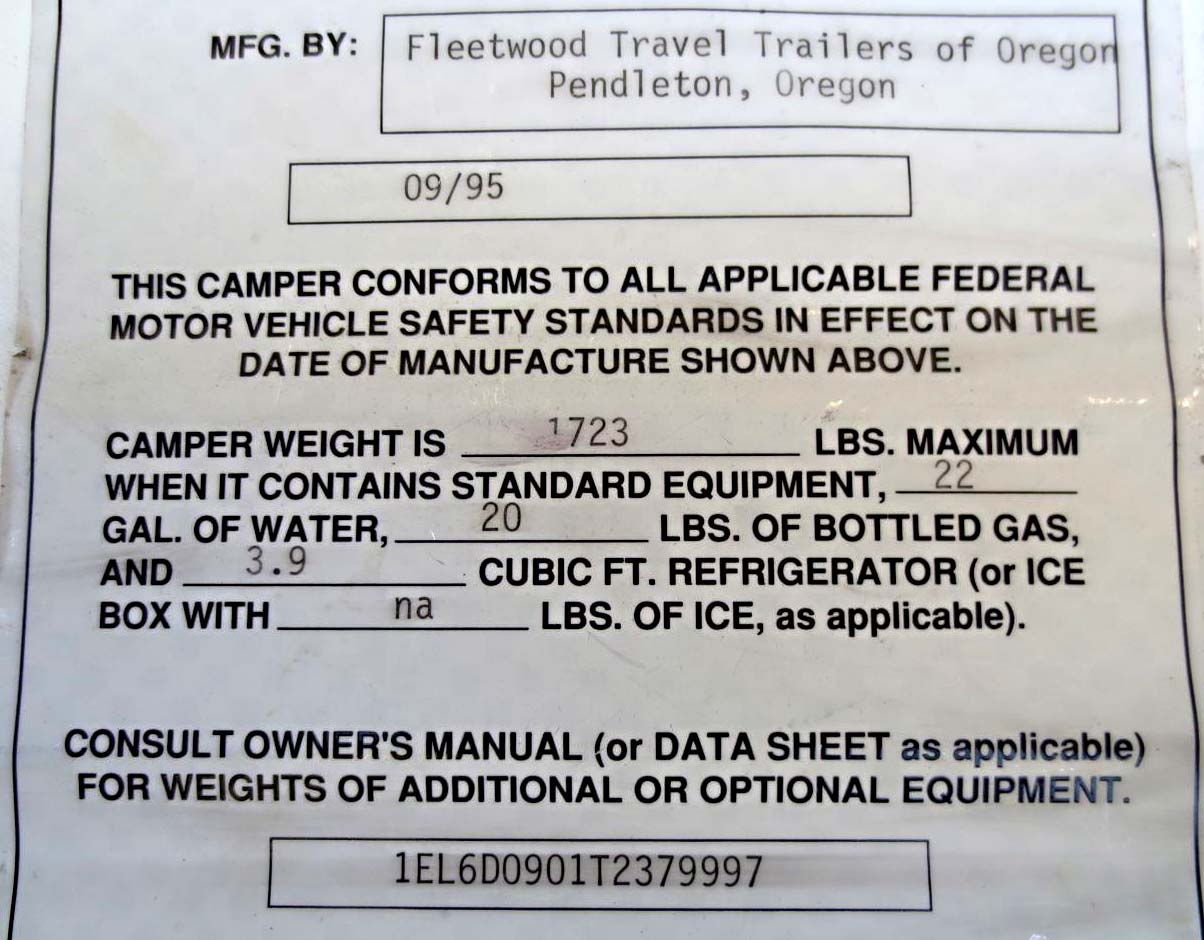 MFG. BY: Fleetwood Travel Trailers of Oregon
Pendleton, Oregon
09/95
THIS CAMPER CONFORMS TO ALL APPLICABLE FEDERAL
MOTOR VEHICLE SAFETY STANDARDS IN EFFECT ON THE
DATE OF MANUFACTURE SHOWN ABOVE.
CAMPER WEIGHT IS 1723 LBS. MAXIMUM
WHEN IT CONTAINS STANDARD EQUIPMENT, 22
GAL. OF WATER, 20 LBS. OF BOTTLED GAS,
AND 3.9 CUBIC FT. REFRIGERATOR (or ICE
BOX WITH na LBS. OF ICE, as applicable).
CONSULT OWNER'S MANUAL (or DATA SHEET as applicable)
FOR WEIGHTS OF ADDITIONAL OR OPTIONAL EQUIPMENT.
1EL6D0901T2379997